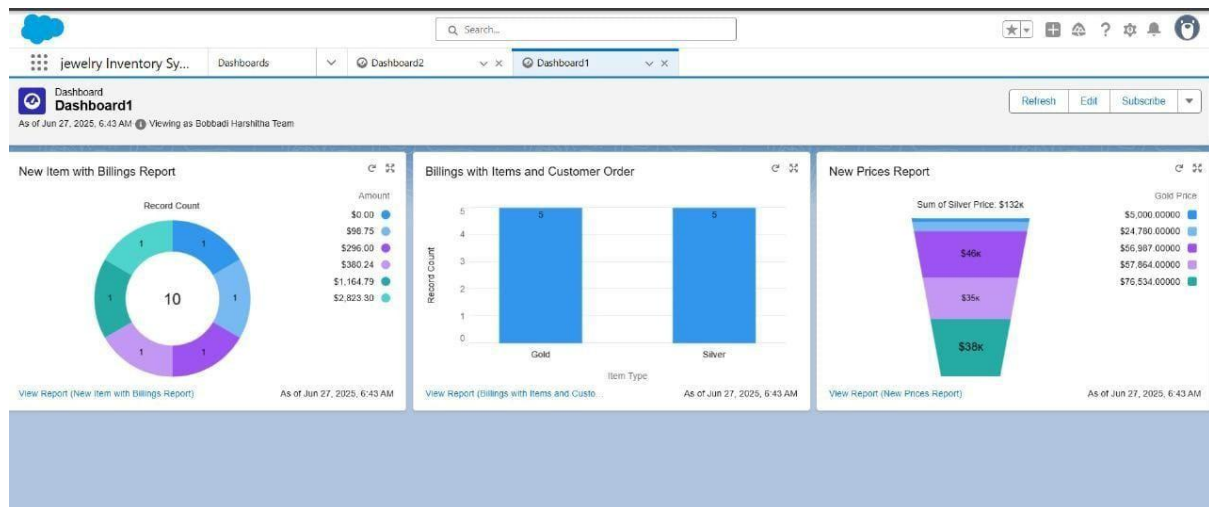 Search...
jewelry Inventory Sy...
Dashboards
Dashboard2
Dashboard1
Dashboard
Dashboard1
As of Jun 27, 2025, 6:43 AM Viewing as Bobbadi Harshitha Team
Refresh
Edit
Subscribe
New Item with Billings Report
Record Count
Amount
$0.00
$98.75
$296.00
$380.24
$1,164.79
$2,823.30
1
1
1
1
1
1
10
View Report (New Item with Billings Report)
As of Jun 27, 2025, 6:43 AM
Billings with Items and Customer Order
Record Count
5
4
3
2
1
0
5
5
Gold
Silver
Item Type
View Report (Billings with Items and Custo...
As of Jun 27, 2025, 6:43 AM
New Prices Report
Sum of Silver Price: $132K
Gold Price
$5,000.00000
$24,780.00000
$56,987.00000
$67,864.00000
$76,534.00000
$46K
$35K
$38K
View Report (New Prices Report)
As of Jun 27, 2025, 6:43 AM